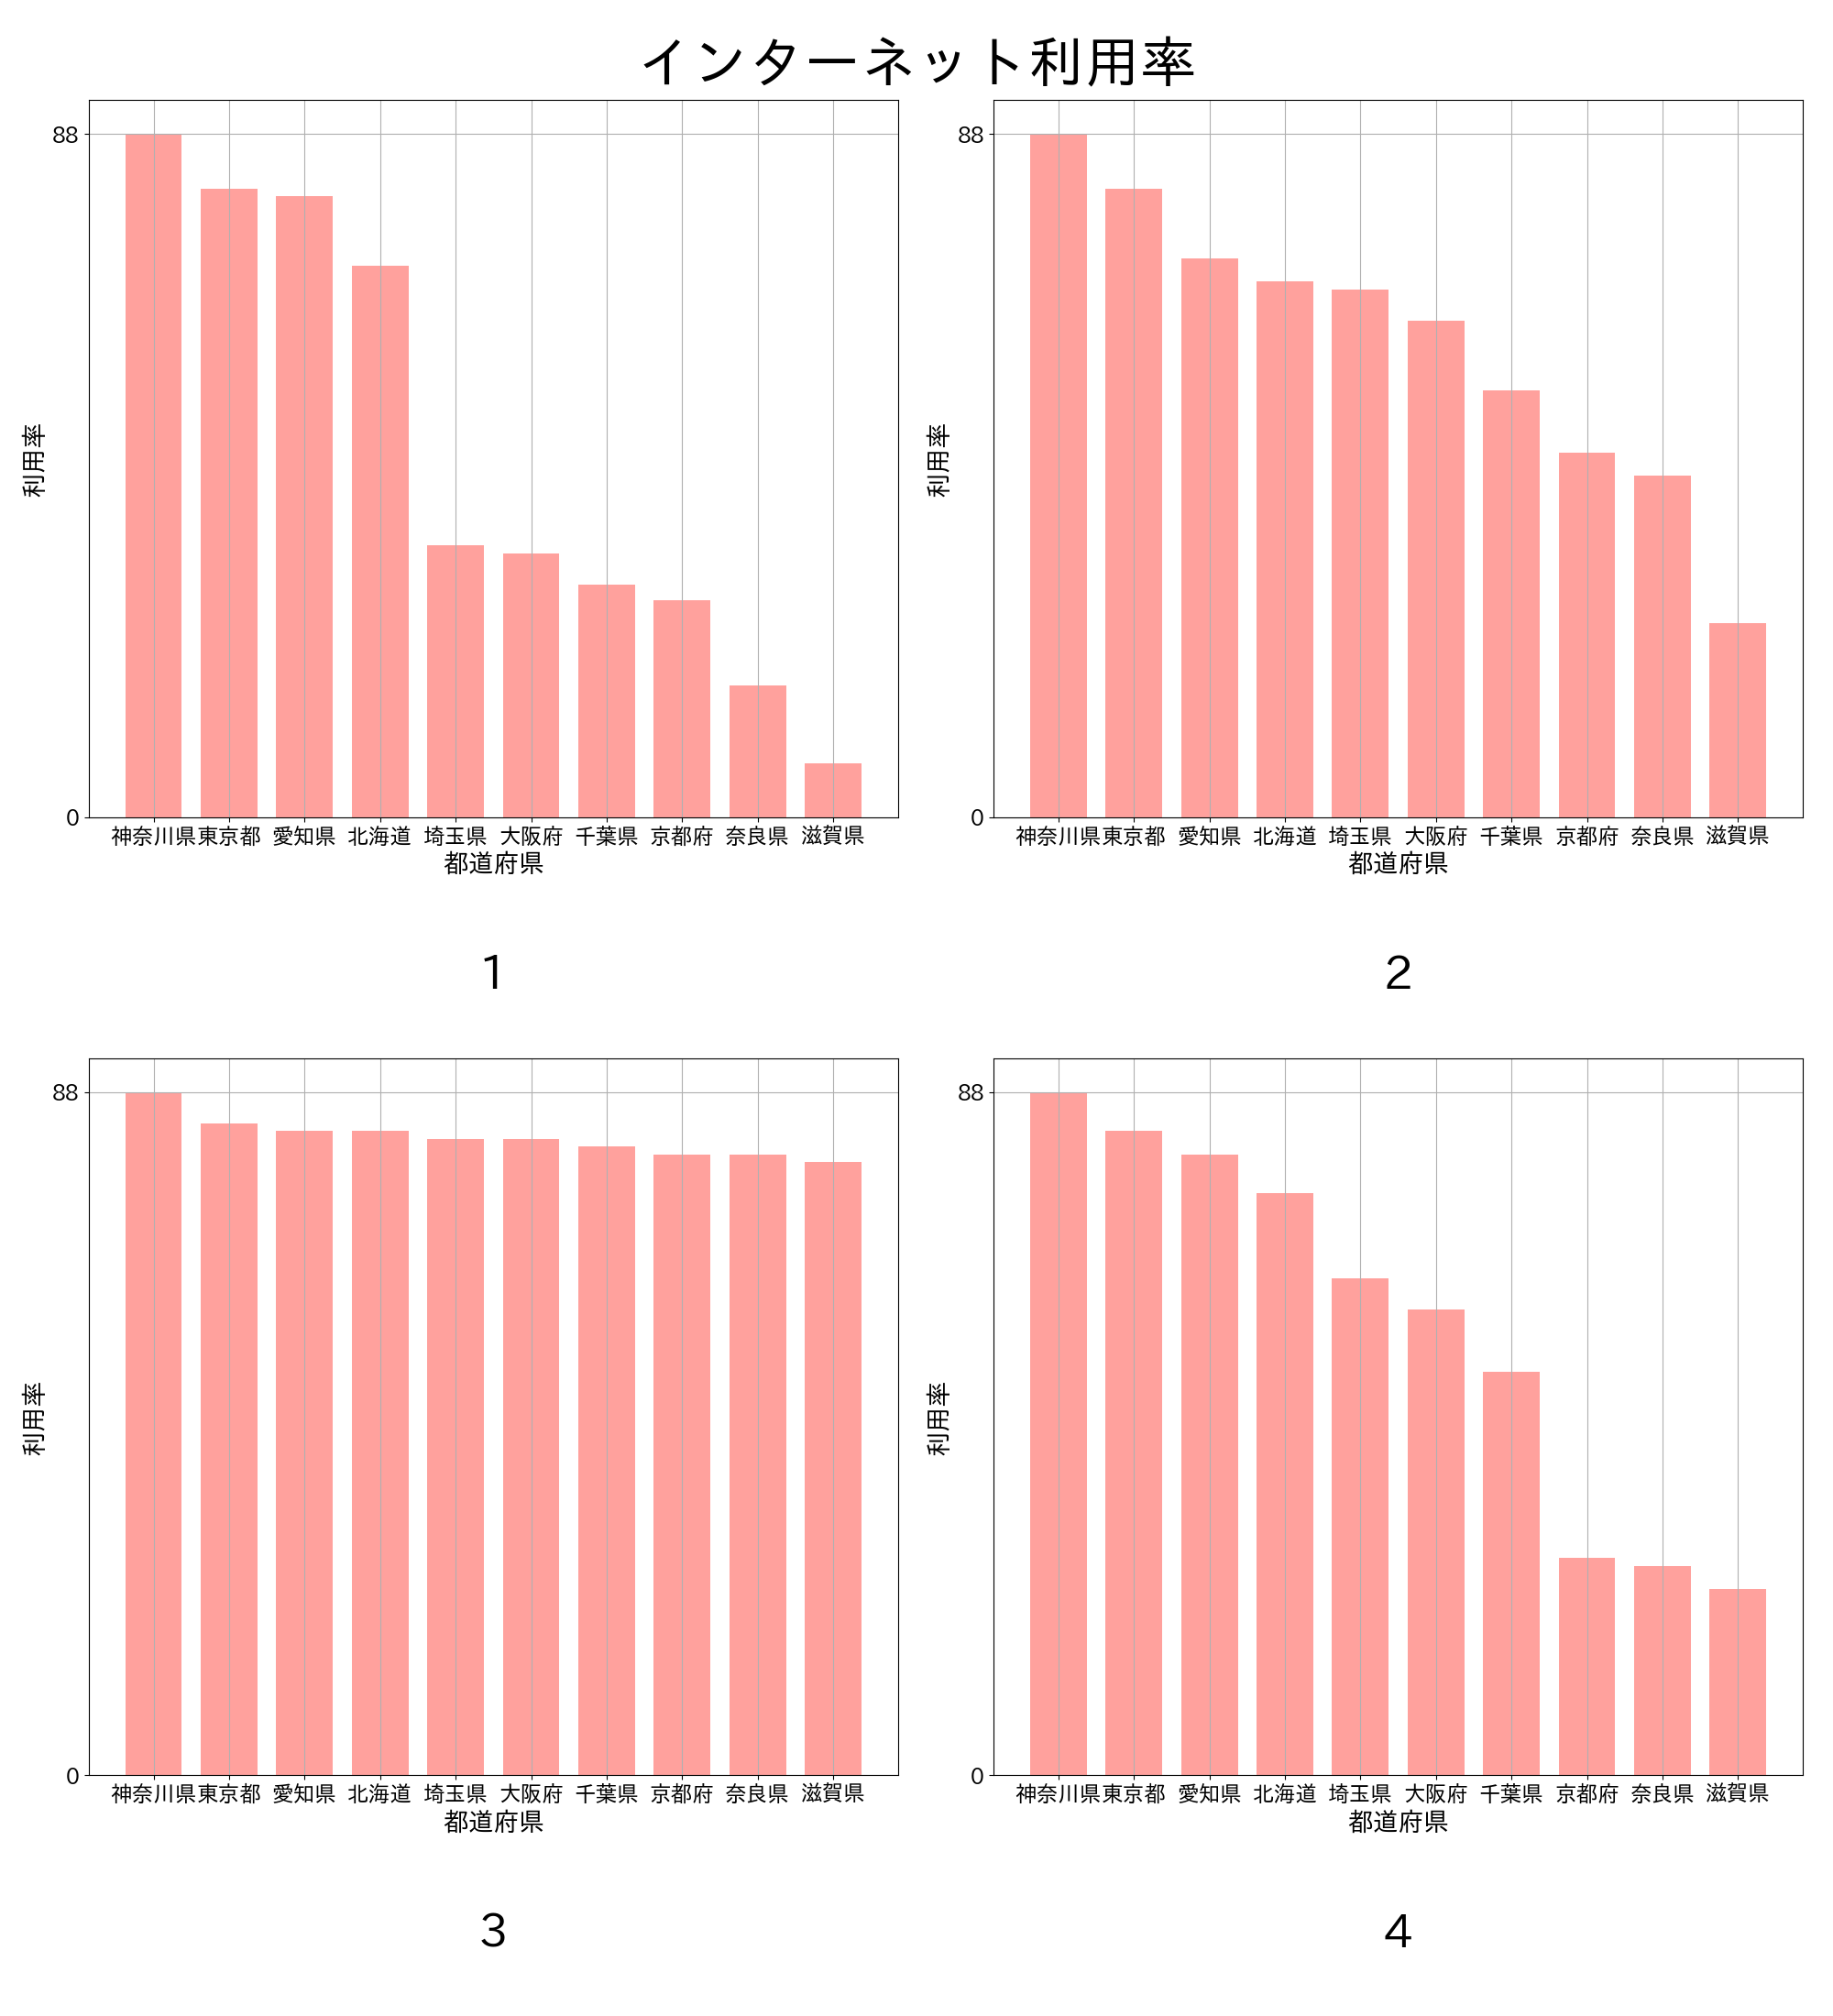 インターネット利用率
88
0
利用率
神奈川県 東京都 愛知県 北海道 埼玉県 大阪府 千葉県 京都府 奈良県 滋賀県
都道府県
1
88
0
利用率
神奈川県 東京都 愛知県 北海道 埼玉県 大阪府 千葉県 京都府 奈良県 滋賀県
都道府県
2
88
0
利用率
神奈川県 東京都 愛知県 北海道 埼玉県 大阪府 千葉県 京都府 奈良県 滋賀県
都道府県
3
88
0
利用率
神奈川県 東京都 愛知県 北海道 埼玉県 大阪府 千葉県 京都府 奈良県 滋賀県
都道府県
4